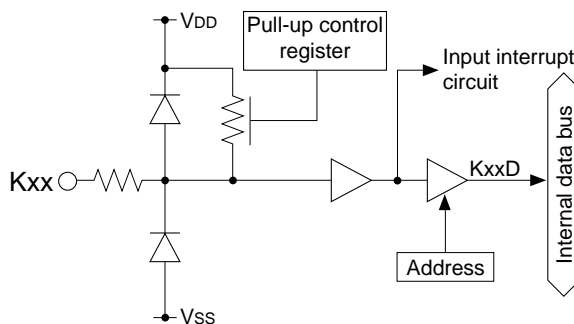 VDD
Pull-up control
register
Input interrupt
circuit
Kxx
KxxD
Internal data bus
Address
VSS